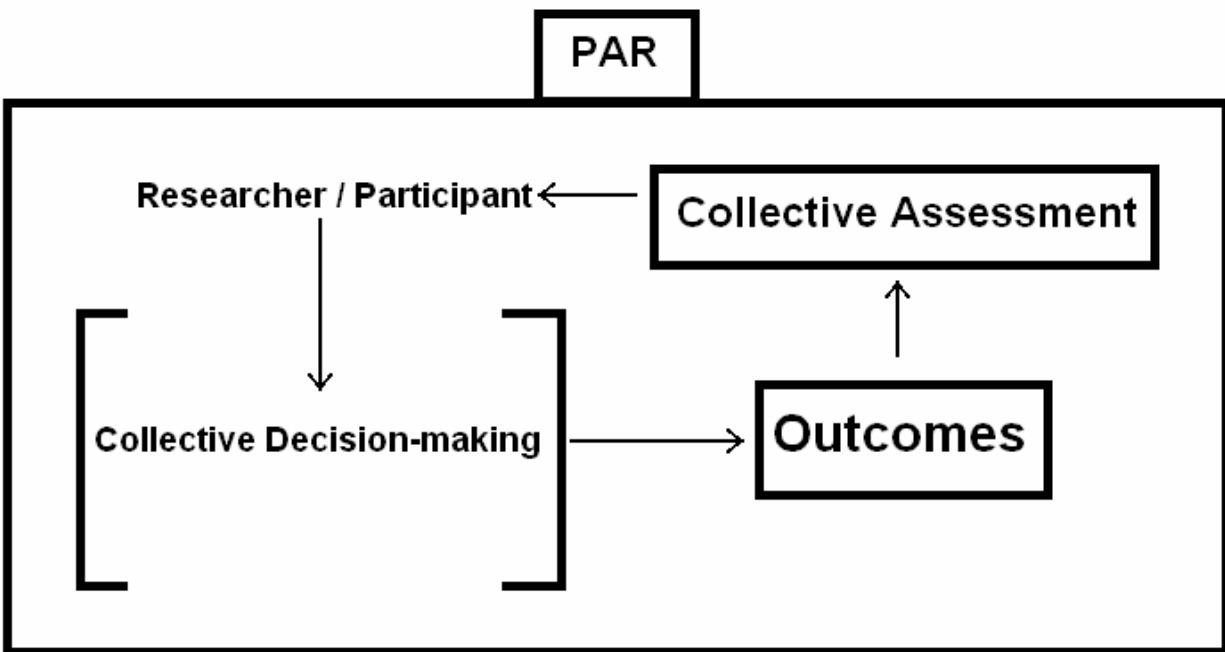 PAR
Researcher / Participant
Collective Assessment
Collective Decision-making
Outcomes